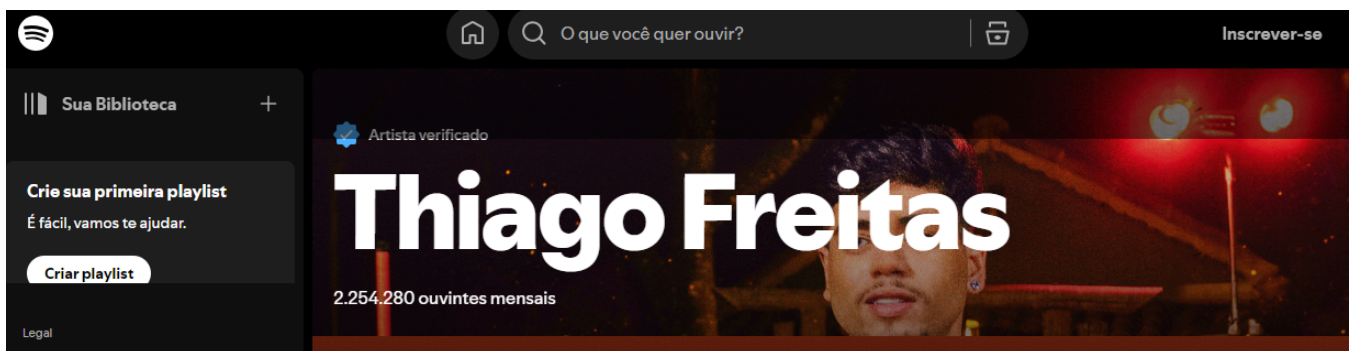 O que você quer ouvir?
Inscrever-se
Sua Biblioteca
Artista verificado
Crie sua primeira playlist
É fácil, vamos te ajudar.
Criar playlist
Thiago Freitas
2.254.280 ouvintes mensais
Legal